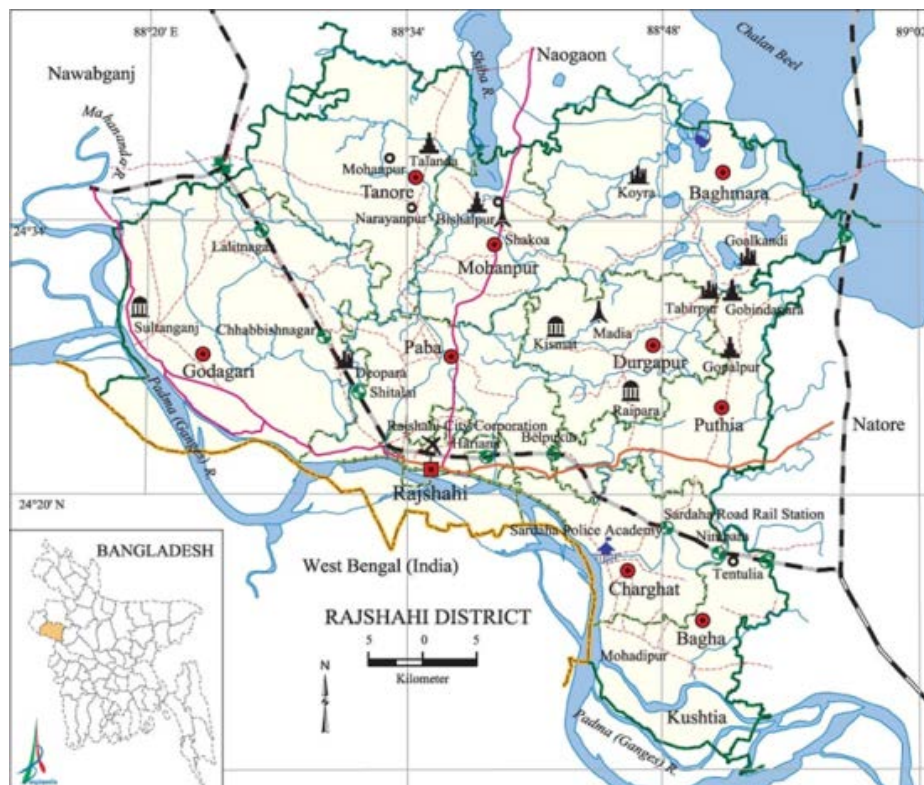 88°20' E
88°34'
88°48'
89°02'
Chalan Beel
Naogaon
Shiba R.
Nawabganj
Mahananda R.
Talanda
Mohanpur
Tanore
Koyra
Baghmara
Narayanpur
Bishalpur
24°34'
Lalitnagar
Shakoa
Mohanpur
Goalkandi
Tahirpur
Sultanganj
Chhabbishnagar
Kismat
Madia
Paba
Durgapur
Gopalpur
Godagari
Deopara
Shitalai
Raipara
Puthia
Natore
Rajshahi City Corporation
Harian
Belpukur
Padma (Ganges) R.
Rajshahi
24°20' N
Sardaha Road Rail Station
Sardaha Police Academy
BANGLADESH
West Bengal (India)
Tentulia
Charghat
RAJSHAHI DISTRICT
5 0 5
Kilometer
Bagha
Mohadipur
N
Kushtia
Padma (Ganges) R.